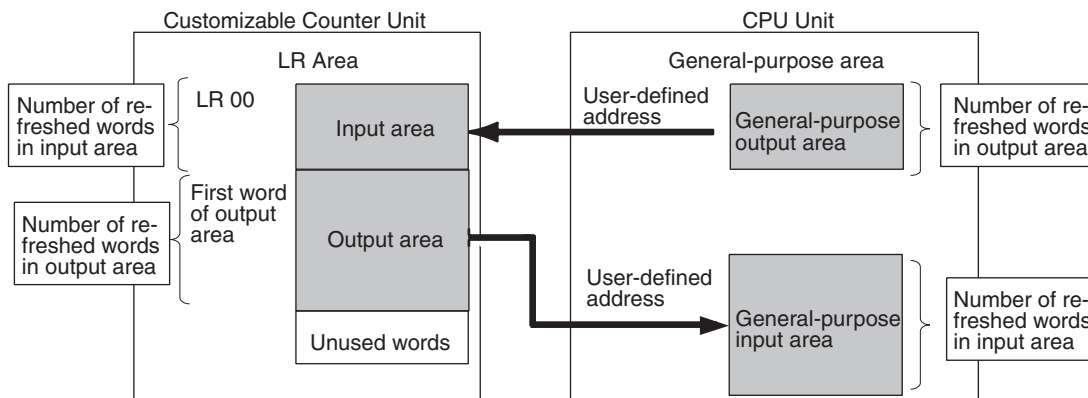 Customizable Counter Unit
CPU Unit
LR Area
General-purpose area
Number of re-
freshed words
in input area
LR 00
Input area
User-defined
address
General-purpose
output area
Number of re-
freshed words
in output area
First word
of output
area
Number of re-
freshed words
in output area
Output area
User-defined
address
General-purpose
input area
Number of re-
freshed words
in input area
Unused words